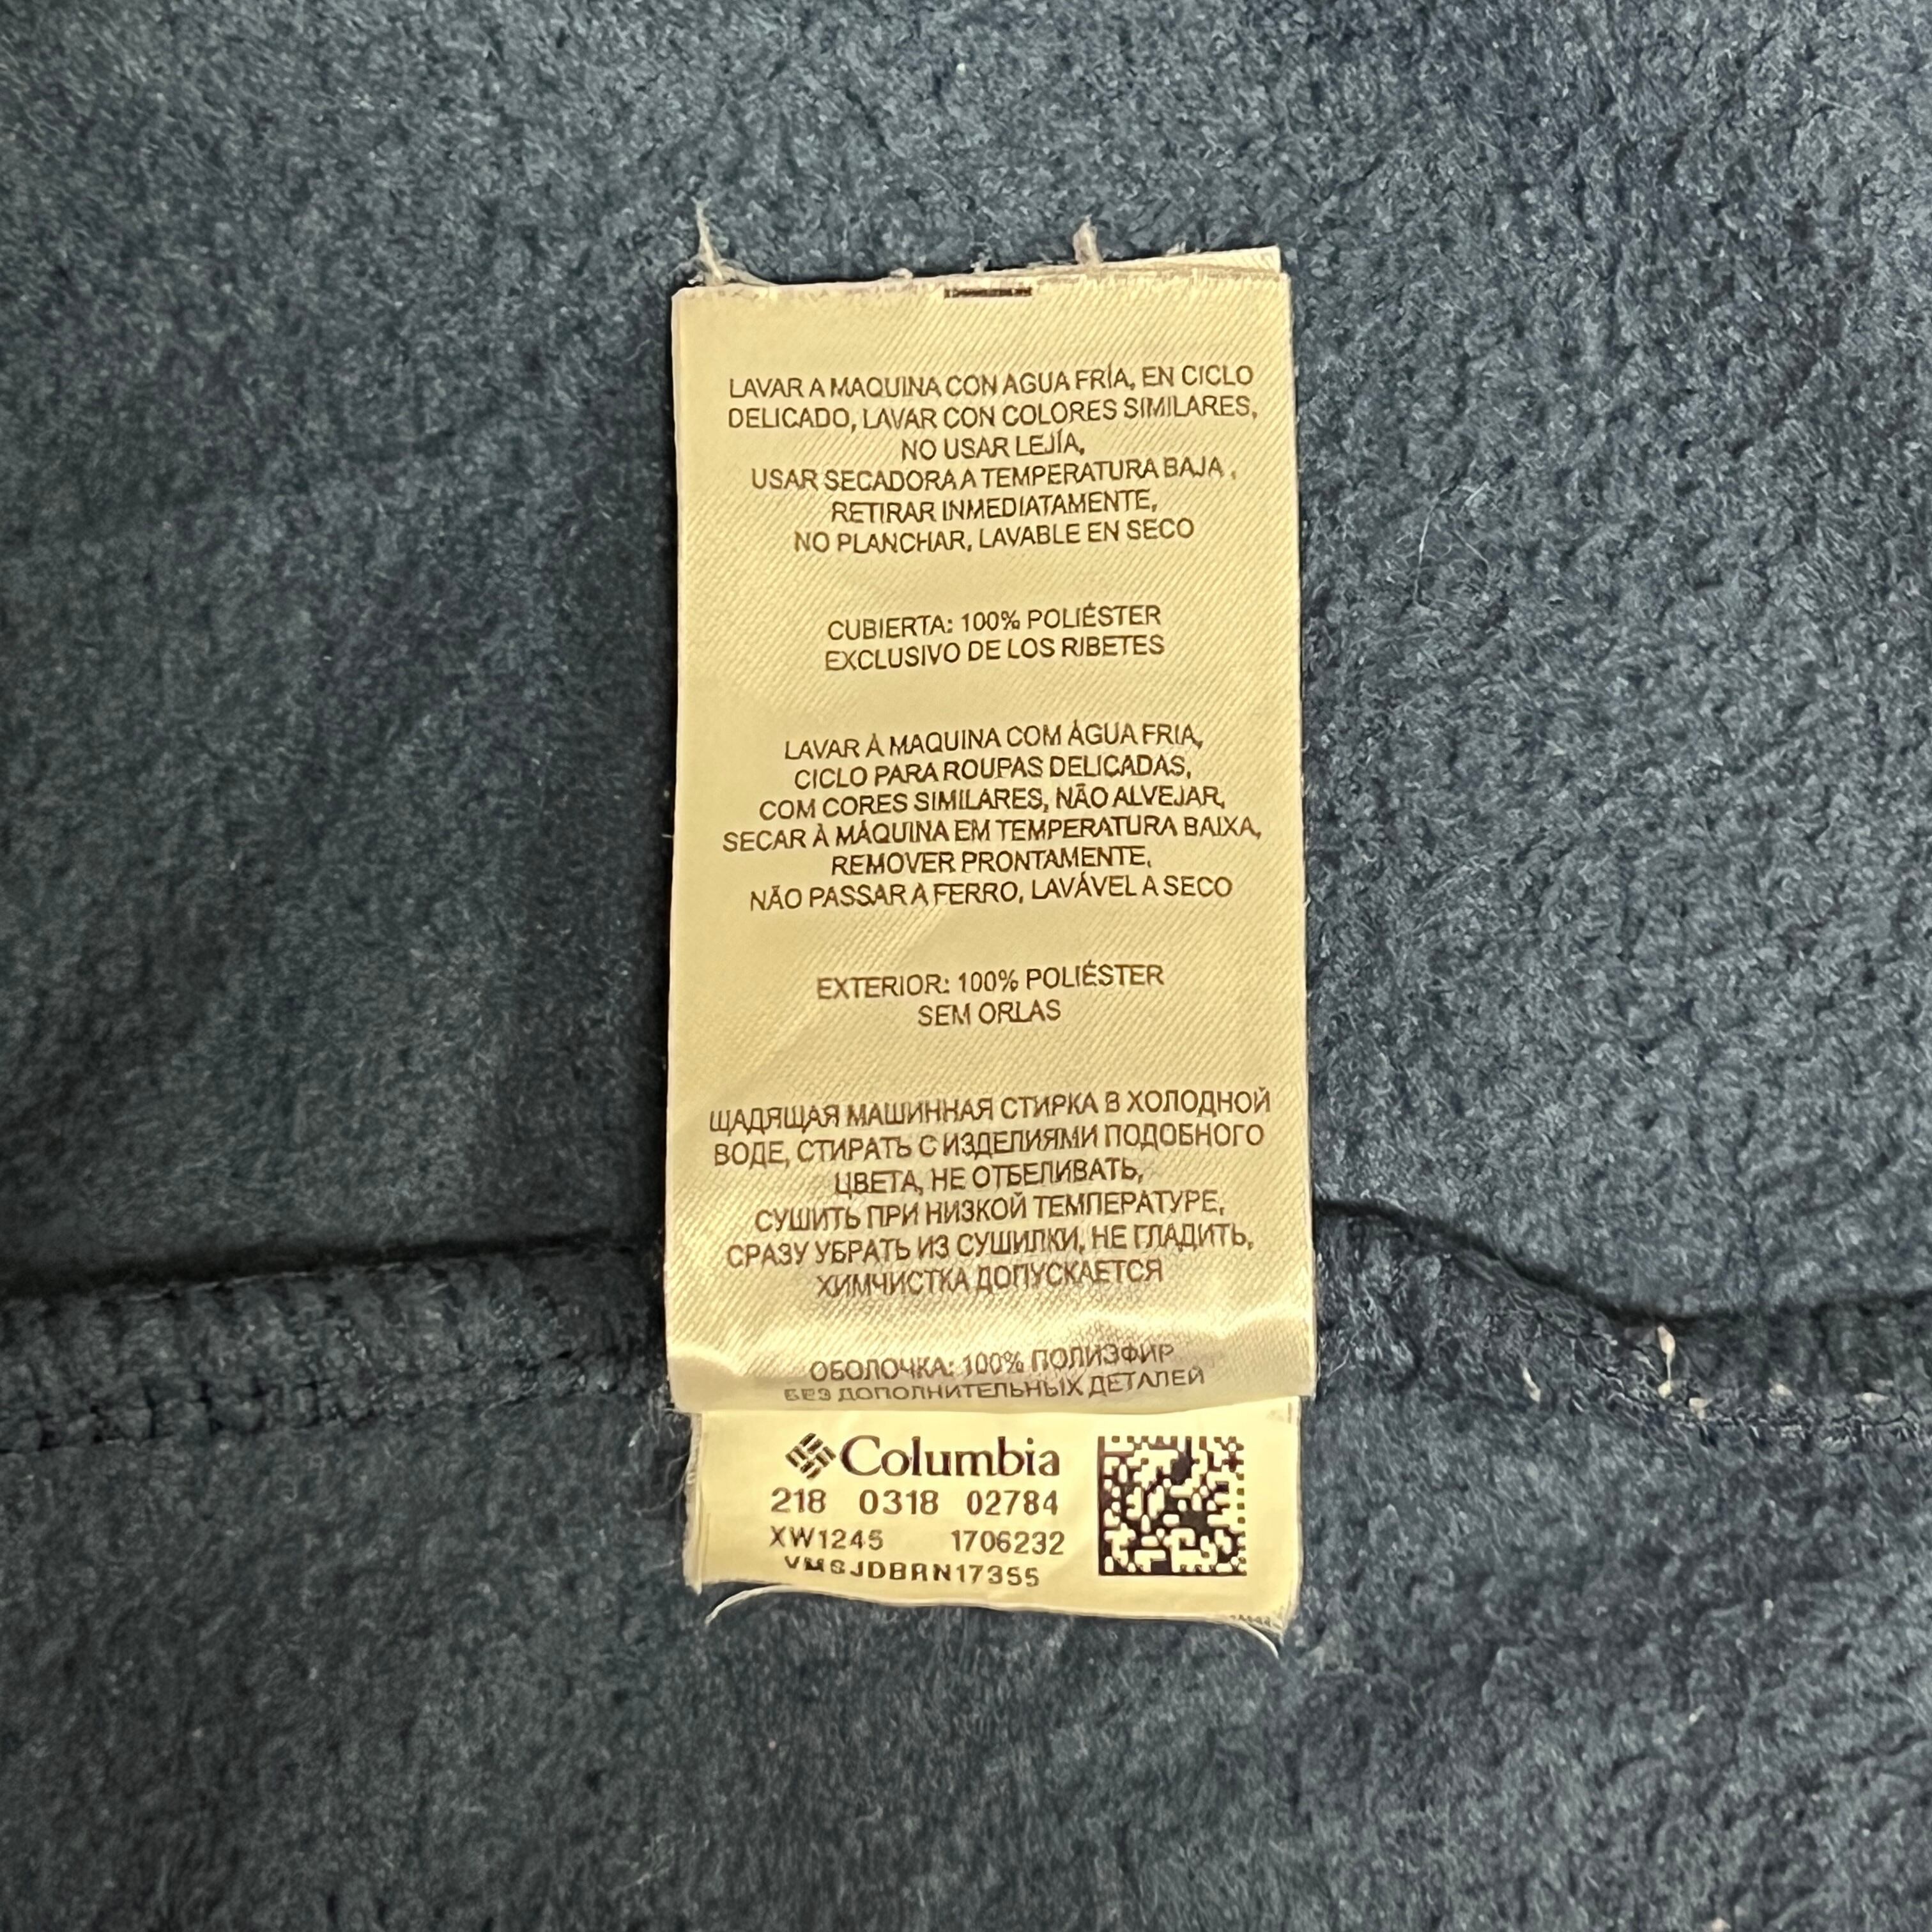 LAVAR A MAQUINA CON AGUA FRÍA, EN CICLO
DELICADO, LAVAR CON COLORES SIMILARES,
NO USAR LEJÍA,
USAR SECADORA A TEMPERATURA BAJA ,
RETIRAR INMEDIATAMENTE,
NO PLANCHAR, LAVABLE EN SECO
CUBIERTA: 100% POLIÉSTER
EXCLUSIVO DE LOS RIBETES
LAVAR À MAQUINA COM ÁGUA FRIA,
CICLO PARA ROUPAS DELICADAS,
COM CORES SIMILARES, NÃO ALVEJAR,
SECAR À MÁQUINA EM TEMPERATURA BAIXA,
REMOVER PRONTAMENTE,
NÃO PASSAR A FERRO, LAVÁVEL A SECO
EXTERIOR: 100% POLIÉSTER
SEM ORLAS
ЩАДЯЩАЯ МАШИННАЯ СТИРКА В ХОЛОДНОЙ
ВОДЕ, СТИРАТЬ С ИЗДЕЛИЯМИ ПОДОБНОГО
ЦВЕТА, НЕ ОТБЕЛИВАТЬ,
СУШИТЬ ПРИ НИЗКОЙ ТЕМПЕРАТУРЕ,
СРАЗУ УБРАТЬ ИЗ СУШИЛКИ, НЕ ГЛАДИТЬ,
ХИМЧИСТКА ДОПУСКАЕТСЯ
ОБОЛОЧКА: 100% ПОЛИЭФИР
БЕЗ ДОПОЛНИТЕЛЬНЫХ ДЕТАЛЕЙ
Columbia
218 0318 02784
XW1245 1706232
VMSJDBRN17355